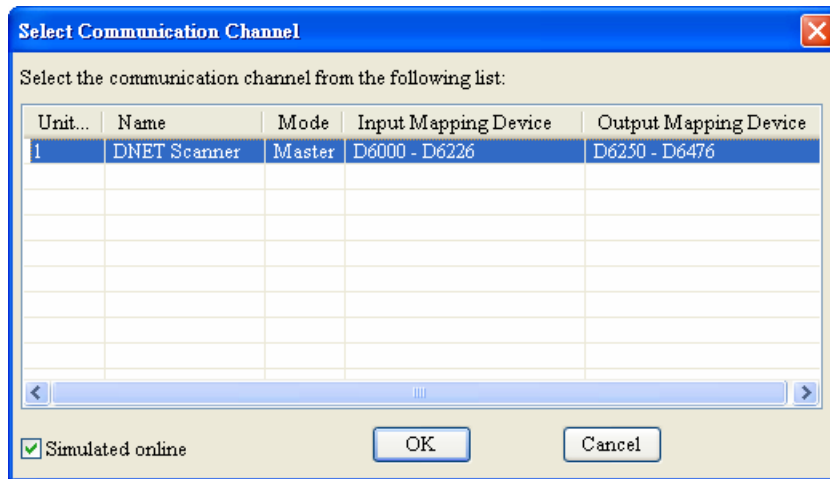 Select Communication Channel
Select the communication channel from the following list:
Unit... Name Mode Input Mapping Device Output Mapping Device
1 DNET Scanner Master D6000 - D6226 D6250 - D6476
Simulated online OK Cancel